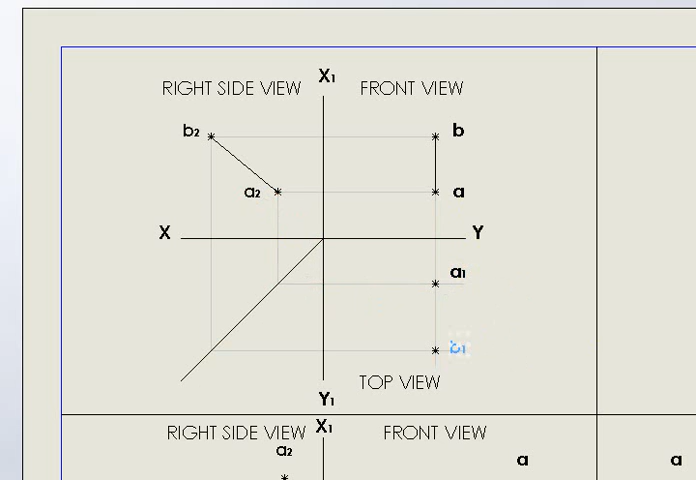 X1
RIGHT SIDE VIEW FRONT VIEW
b2 b
a2 a
X Y
a1
b1
TOP VIEW
Y1
RIGHT SIDE VIEW X1 FRONT VIEW
a2
a a